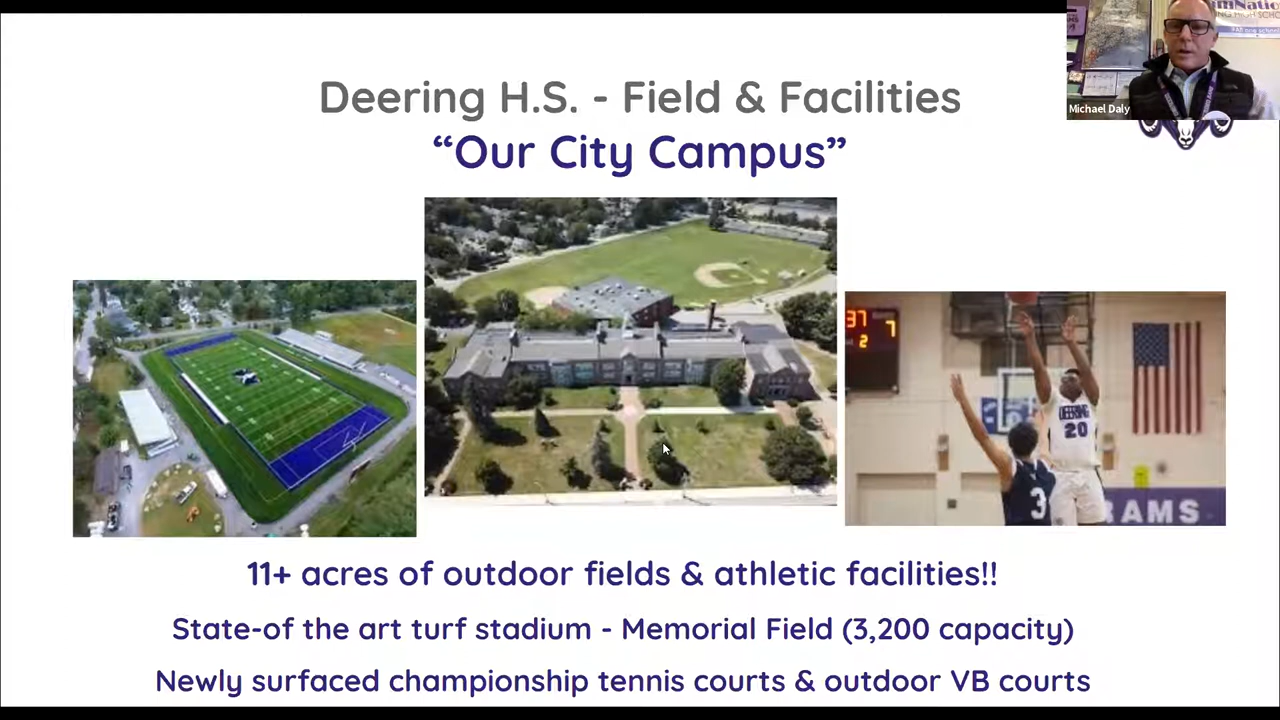 Deering H.S. - Field & Facilities
“Our City Campus”
Michael Daly
37
7
2
DEERING
20
3
RAMS
11+ acres of outdoor fields & athletic facilities!!
State-of the art turf stadium - Memorial Field (3,200 capacity)
Newly surfaced championship tennis courts & outdoor VB courts